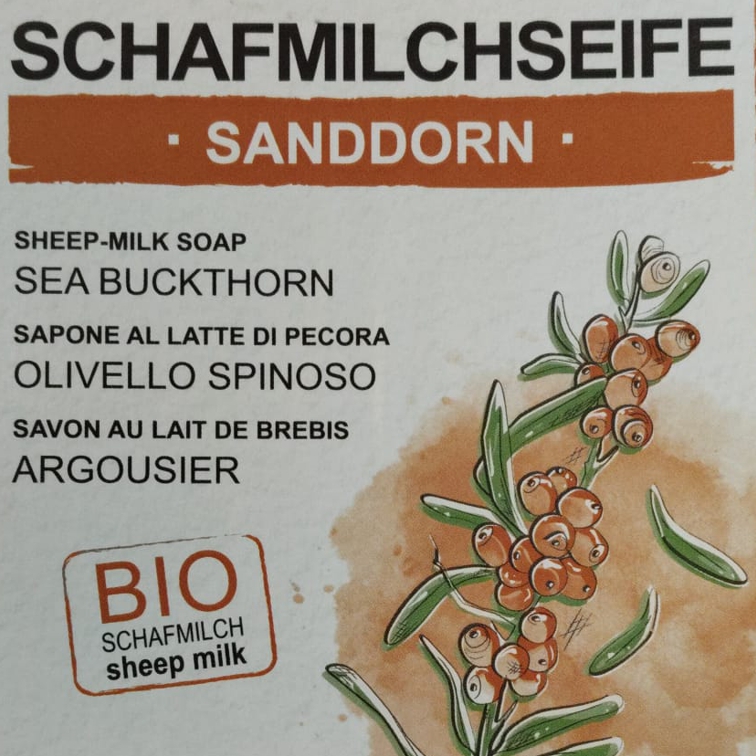 SCHAFMILCHSEIFE
· SANDDORN ·
SHEEP-MILK SOAP
SEA BUCKTHORN
SAPONE AL LATTE DI PECORA
OLIVELLO SPINOSO
SAVON AU LAIT DE BREBIS
ARGOUSIER
BIO
SCHAFMILCH
sheep milk